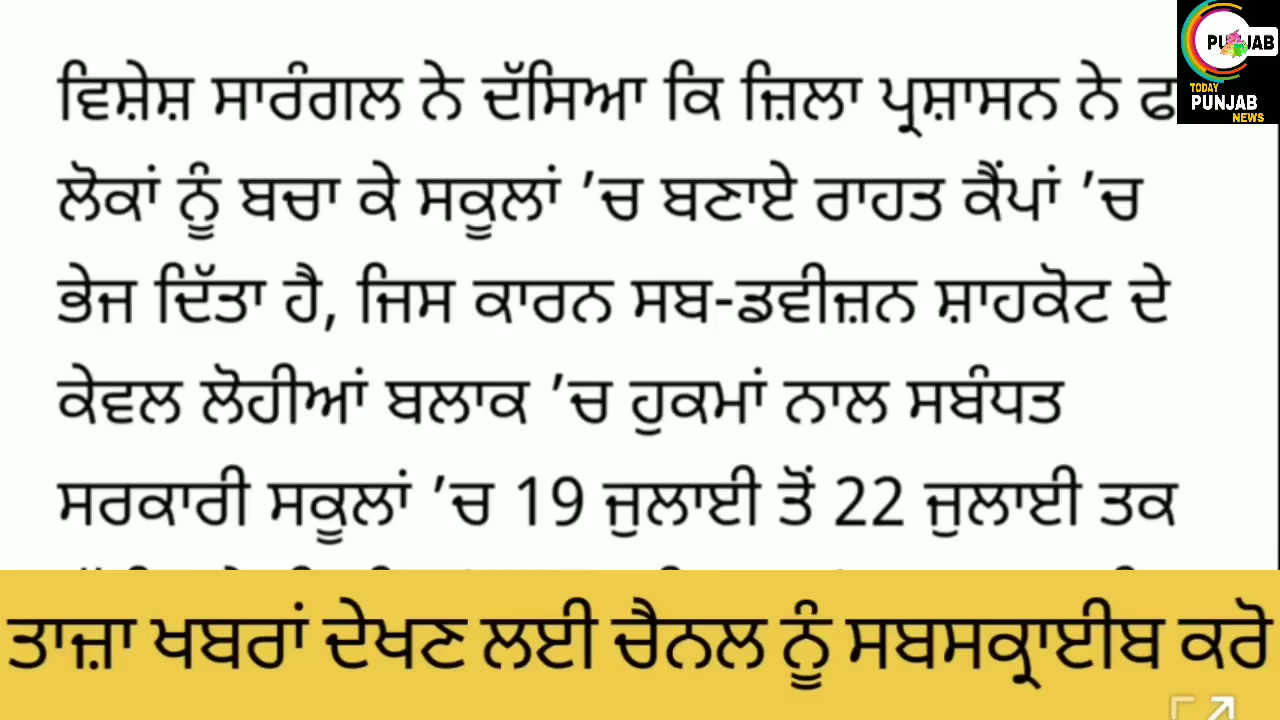 ਵਿਸ਼ੇਸ਼ ਸਾਰੰਗਲ ਨੇ ਦੱਸਿਆ ਕਿ ਜ਼ਿਲਾ ਪ੍ਰਸ਼ਾਸਨ ਨੇ
PUNJAB
TODAY
PUNJAB
NEWS
ਲੋਕਾਂ ਨੂੰ ਬਚਾ ਕੇ ਸਕੂਲਾਂ ’ਚ ਬਣਾਏ ਰਾਹਤ ਕੈਂਪਾਂ ’ਚ
ਭੇਜ ਦਿੱਤਾ ਹੈ, ਜਿਸ ਕਾਰਨ ਸਬ-ਡਵੀਜ਼ਨ ਸ਼ਾਹਕੋਟ ਦੇ
ਕੇਵਲ ਲੋਹੀਆਂ ਬਲਾਕ ’ਚ ਹੁਕਮਾਂ ਨਾਲ ਸਬੰਧਤ
ਸਰਕਾਰੀ ਸਕੂਲਾਂ ’ਚ 19 ਜੁਲਾਈ ਤੋਂ 22 ਜੁਲਾਈ ਤਕ
ਤਾਜ਼ਾ ਖਬਰਾਂ ਦੇਖਣ ਲਈ ਚੈਨਲ ਨੂੰ ਸਬਸਕ੍ਰਾਈਬ ਕਰੋ